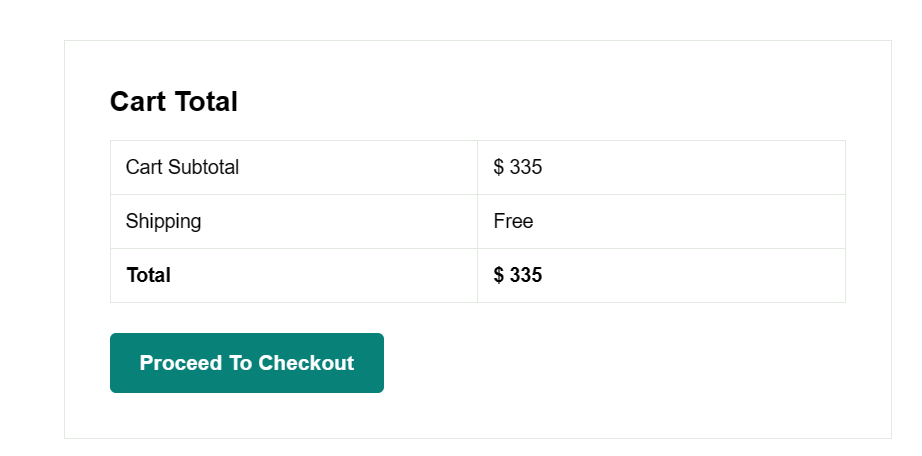 Cart Total
Cart Subtotal $ 335
Shipping Free
Total $ 335
Proceed To Checkout